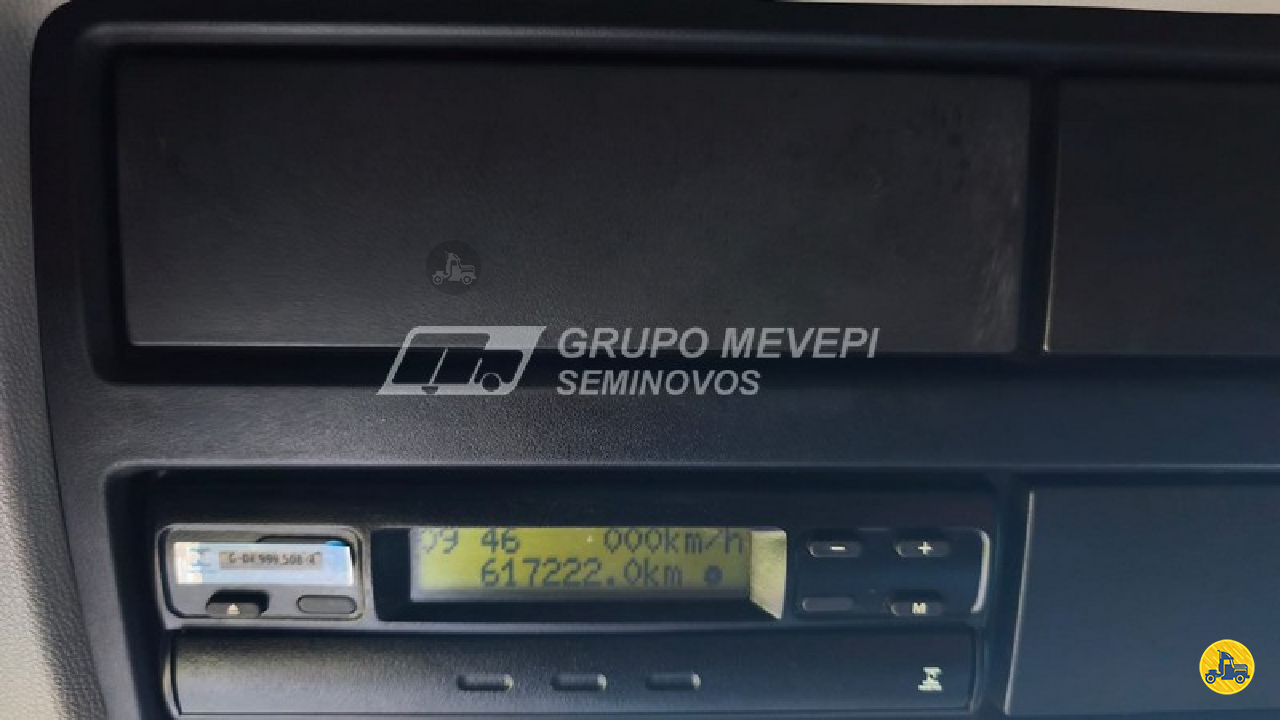 GRUPO MEVEPI
SEMINOVOS
09 46 000km/h
617222.0km
- +
M